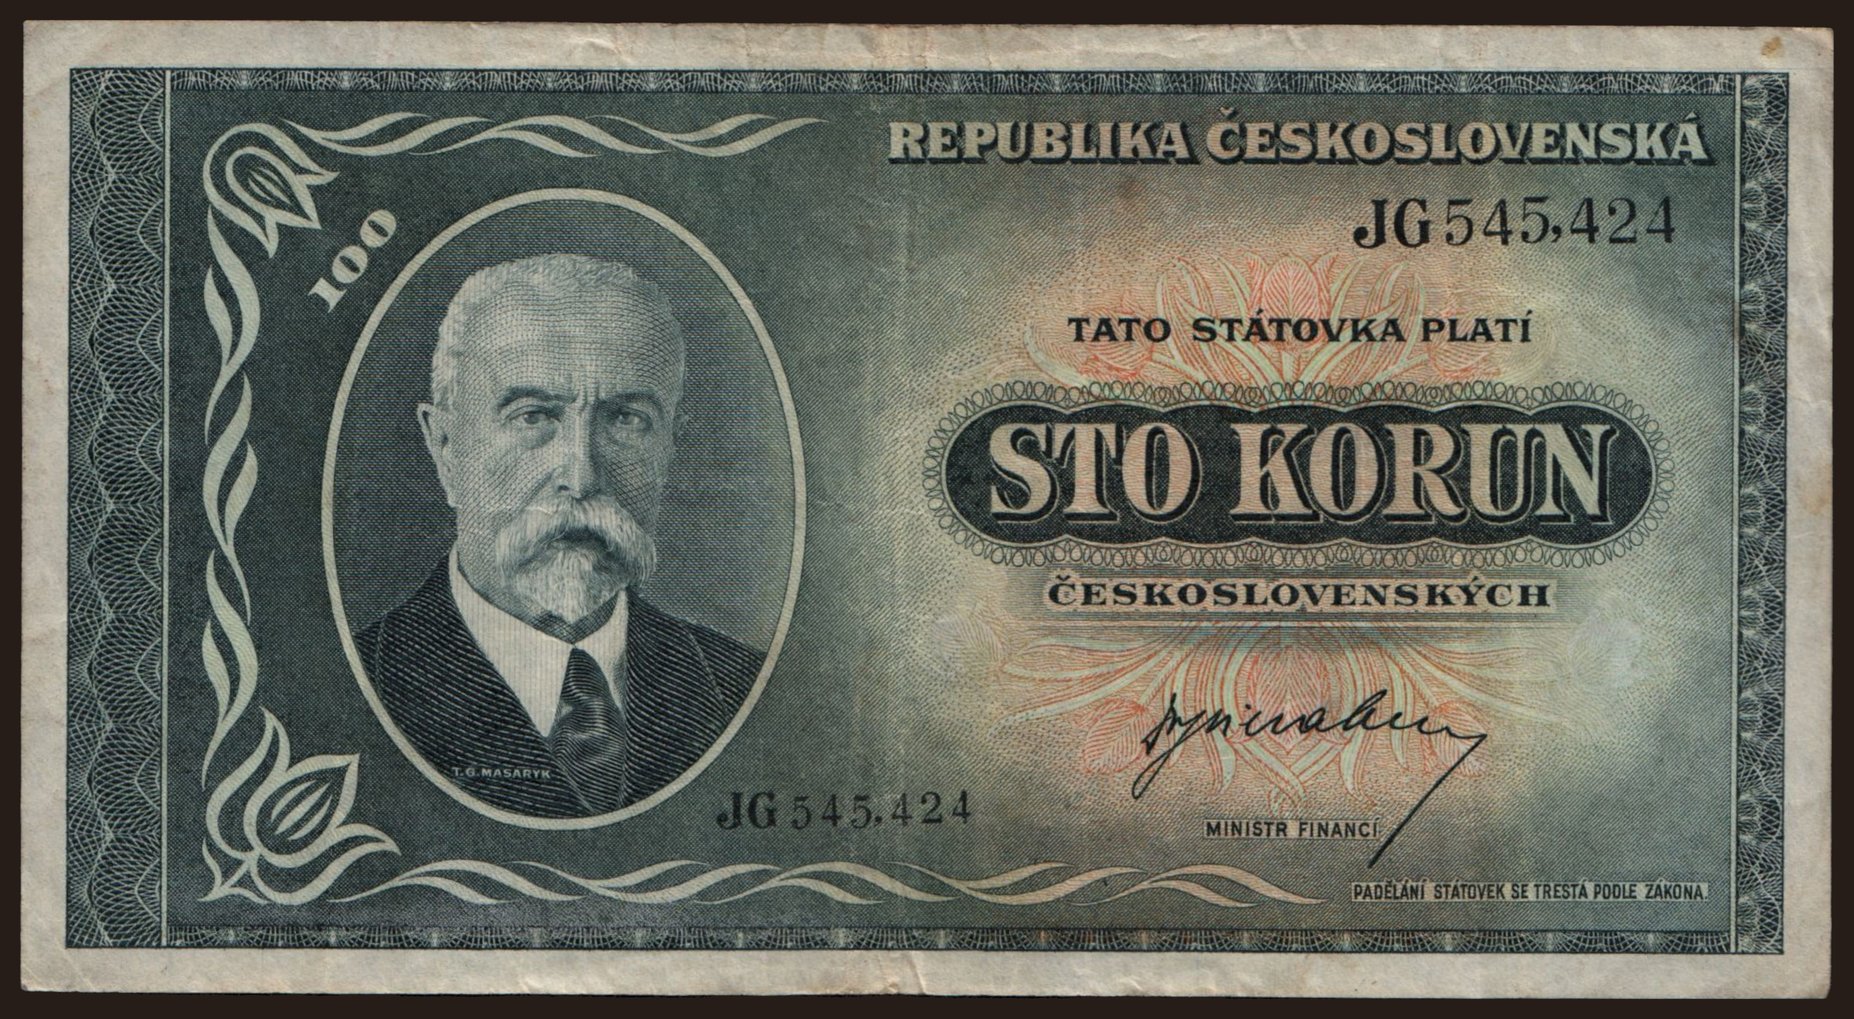 REPUBLIKA ČESKOSLOVENSKÁ
JG 545,424
100
TATO STÁTOVKA PLATÍ
STO KORUN
ČESKOSLOVENSKÝCH
T. G. MASARYK
JG 545,424
MINISTR FINANCÍ
PADĚLÁNÍ STÁTOVEK SE TRESTÁ PODLE ZÁKONA.